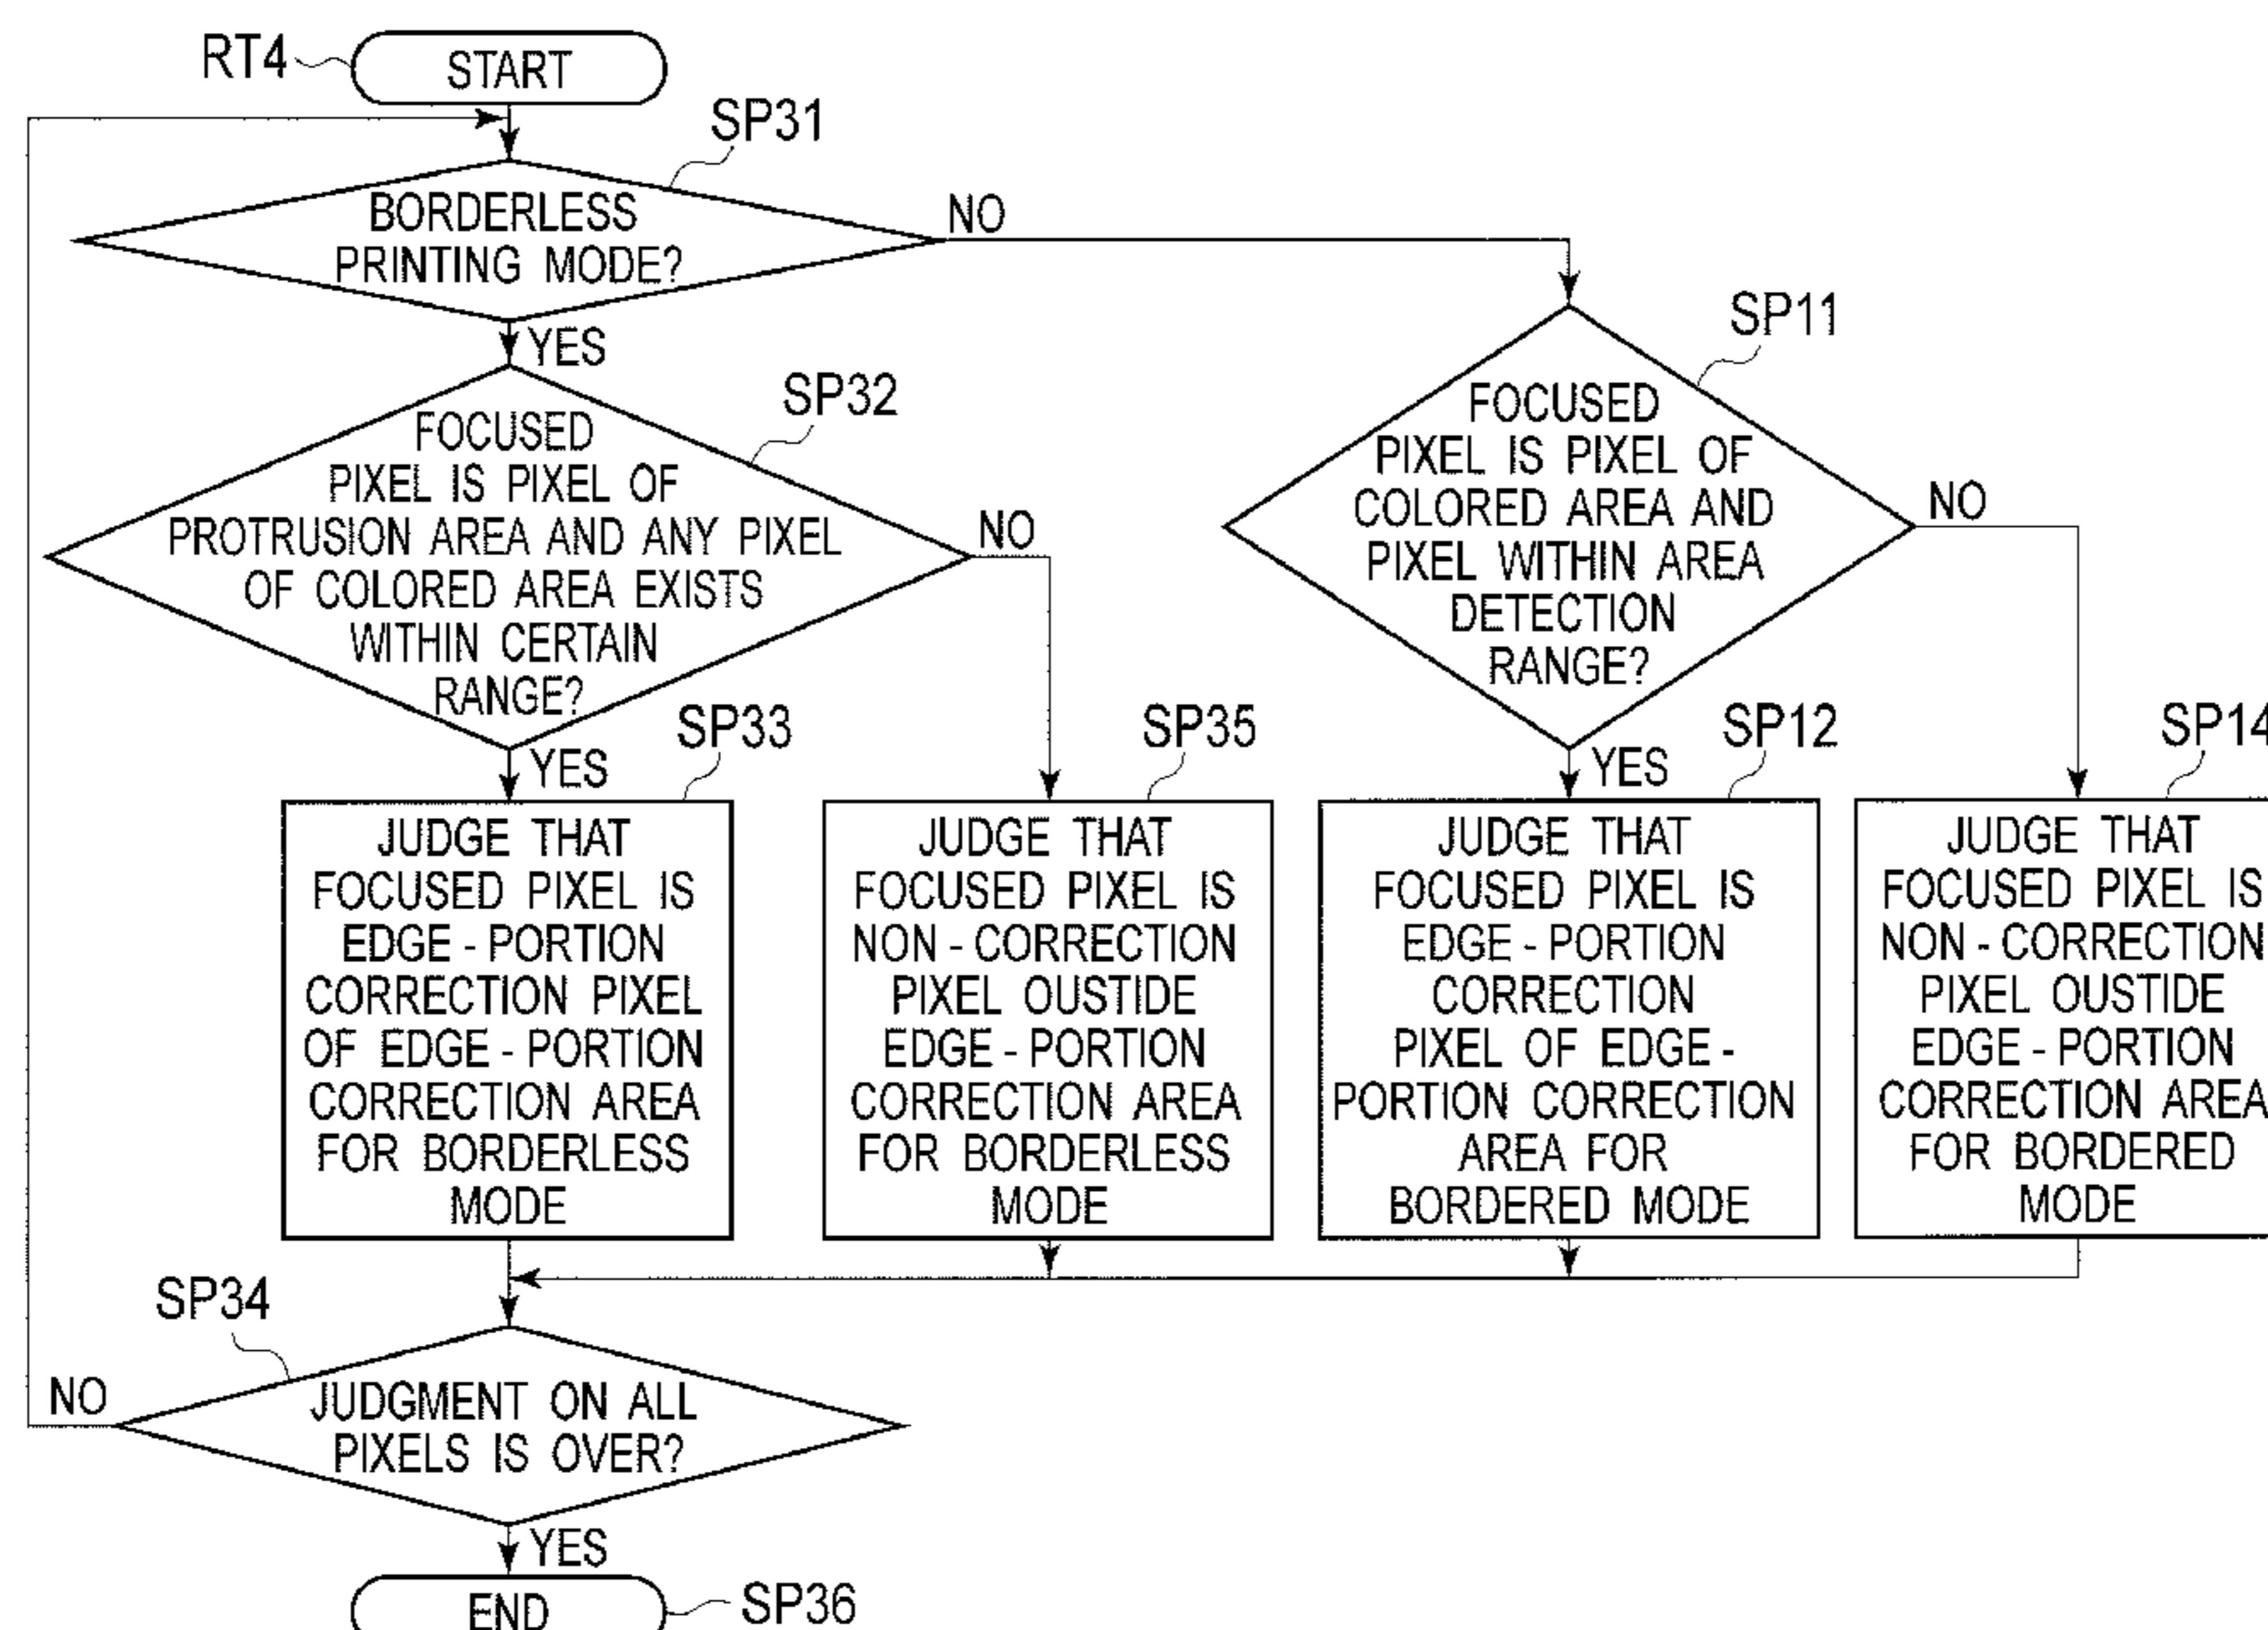 RT4
START
SP31
BORDERLESS
PRINTING MODE?
NO
YES
SP32
FOCUSED
PIXEL IS PIXEL OF
PROTRUSION AREA AND ANY PIXEL
OF COLORED AREA EXISTS
WITHIN CERTAIN
RANGE?
NO
YES
SP11
FOCUSED
PIXEL IS PIXEL OF
COLORED AREA AND
PIXEL WITHIN AREA
DETECTION
RANGE?
NO
YES
SP33
JUDGE THAT
FOCUSED PIXEL IS
EDGE - PORTION
CORRECTION PIXEL
OF EDGE - PORTION
CORRECTION AREA
FOR BORDERLESS
MODE
SP35
JUDGE THAT
FOCUSED PIXEL IS
NON - CORRECTION
PIXEL OUSTIDE
EDGE - PORTION
CORRECTION AREA
FOR BORDERLESS
MODE
SP12
JUDGE THAT
FOCUSED PIXEL IS
EDGE - PORTION
CORRECTION
PIXEL OF EDGE -
PORTION CORRECTION
AREA FOR
BORDERED MODE
SP14
JUDGE THAT
FOCUSED PIXEL IS
NON - CORRECTION
PIXEL OUSTIDE
EDGE - PORTION
CORRECTION AREA
FOR BORDERED
MODE
SP34
JUDGMENT ON ALL
PIXELS IS OVER?
NO
YES
END
SP36